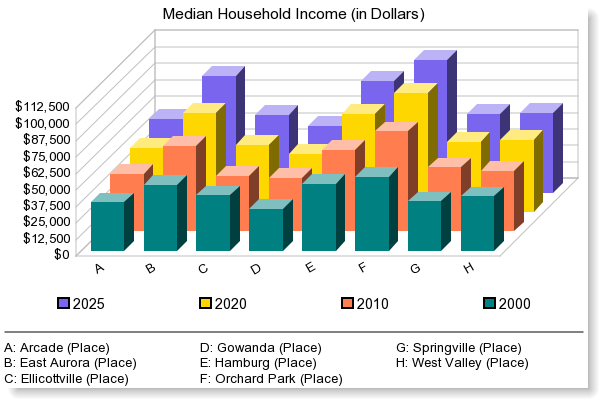 Median Household Income (in Dollars)
$112,500
$100,000
$87,500
$75,000
$62,500
$50,000
$37,500
$25,000
$12,500
$0
A B C D E F G H
2025 2020 2010 2000
A: Arcade (Place) D: Gowanda (Place) G: Springville (Place)
B: East Aurora (Place) E: Hamburg (Place) H: West Valley (Place)
C: Ellicottville (Place) F: Orchard Park (Place)